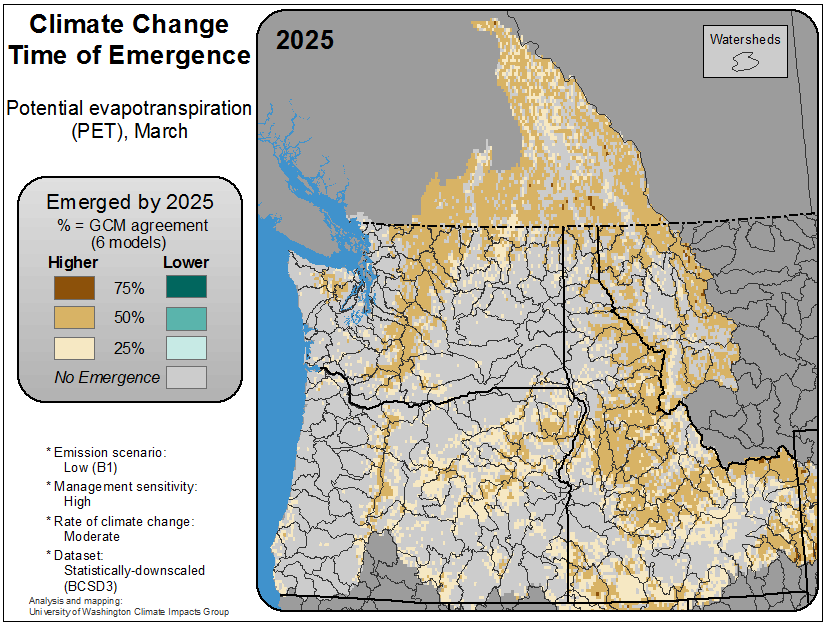 Climate Change
Time of Emergence
Potential evapotranspiration
(PET), March
Emerged by 2025
% = GCM agreement
(6 models)
Higher Lower
75%
50%
25%
No Emergence
* Emission scenario:
Low (B1)
* Management sensitivity:
High
* Rate of climate change:
Moderate
* Dataset:
Statistically-downscaled
(BCSD3)
Analysis and mapping:
University of Washington Climate Impacts Group
2025
Watersheds